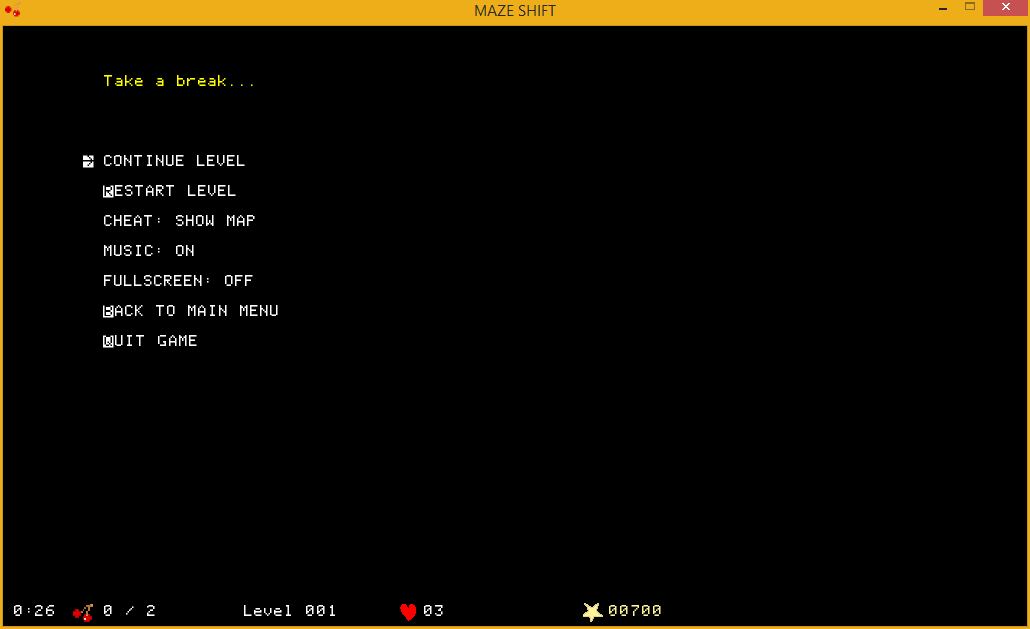 MAZE SHIFT
Take a break...
CONTINUE LEVEL
RESTART LEVEL
CHEAT: SHOW MAP
MUSIC: ON
FULLSCREEN: OFF
BACK TO MAIN MENU
QUIT GAME
0:26 0 / 2 Level 001 03 00700